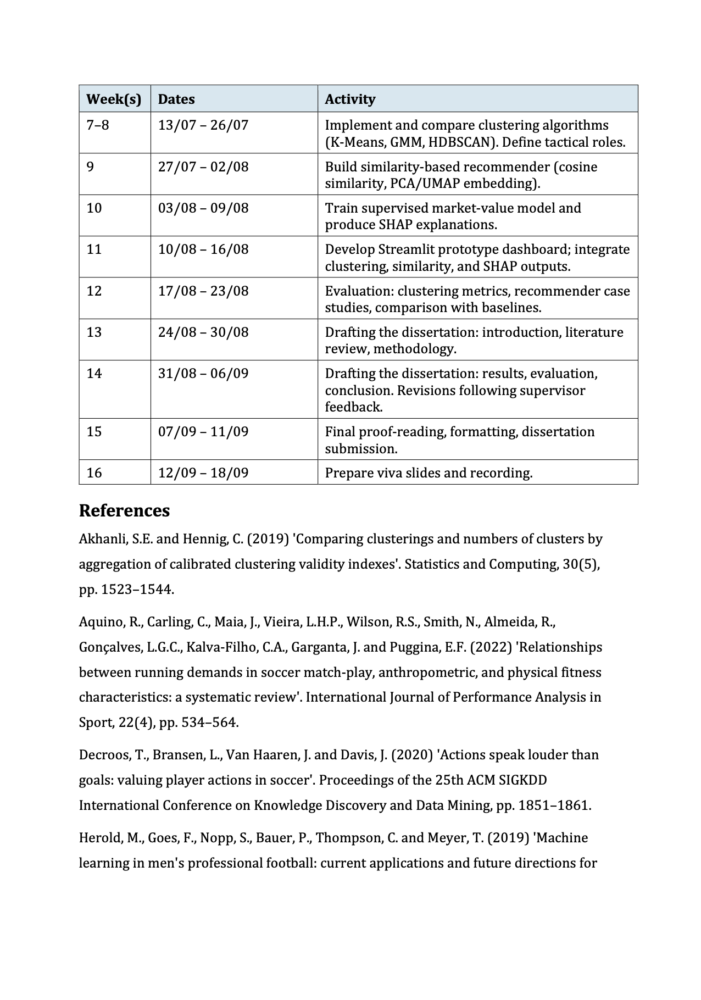 Week(s) Dates Activity
7–8 13/07 – 26/07 Implement and compare clustering algorithms
(K-Means, GMM, HDBSCAN). Define tactical roles.
9 27/07 – 02/08 Build similarity-based recommender (cosine
similarity, PCA/UMAP embedding).
10 03/08 – 09/08 Train supervised market-value model and
produce SHAP explanations.
11 10/08 – 16/08 Develop Streamlit prototype dashboard; integrate
clustering, similarity, and SHAP outputs.
12 17/08 – 23/08 Evaluation: clustering metrics, recommender case
studies, comparison with baselines.
13 24/08 – 30/08 Drafting the dissertation: introduction, literature
review, methodology.
14 31/08 – 06/09 Drafting the dissertation: results, evaluation,
conclusion. Revisions following supervisor
feedback.
15 07/09 – 11/09 Final proof-reading, formatting, dissertation
submission.
16 12/09 – 18/09 Prepare viva slides and recording.
References
Akhanli, S.E. and Hennig, C. (2019) 'Comparing clusterings and numbers of clusters by
aggregation of calibrated clustering validity indexes'. Statistics and Computing, 30(5),
pp. 1523–1544.
Aquino, R., Carling, C., Maia, J., Vieira, L.H.P., Wilson, R.S., Smith, N., Almeida, R.,
Gonçalves, L.G.C., Kalva-Filho, C.A., Garganta, J. and Puggina, E.F. (2022) 'Relationships
between running demands in soccer match-play, anthropometric, and physical fitness
characteristics: a systematic review'. International Journal of Performance Analysis in
Sport, 22(4), pp. 534–564.
Decroos, T., Bransen, L., Van Haaren, J. and Davis, J. (2020) 'Actions speak louder than
goals: valuing player actions in soccer'. Proceedings of the 25th ACM SIGKDD
International Conference on Knowledge Discovery and Data Mining, pp. 1851–1861.
Herold, M., Goes, F., Nopp, S., Bauer, P., Thompson, C. and Meyer, T. (2019) 'Machine
learning in men's professional football: current applications and future directions for